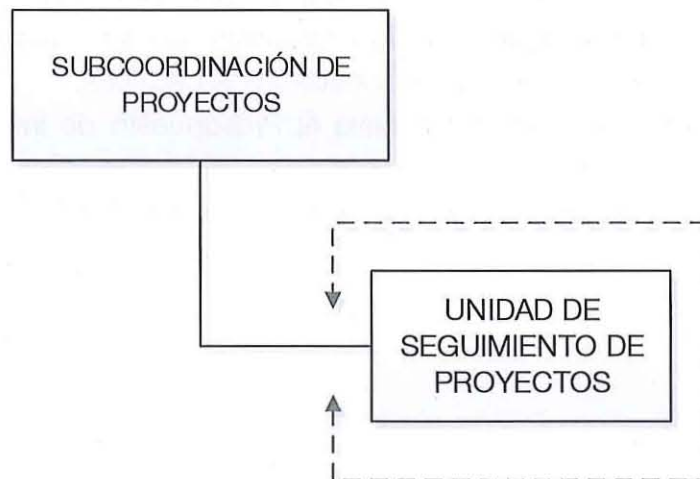 SUBCOORDINACIÓN DE
PROYECTOS
UNIDAD DE
SEGUIMIENTO DE
PROYECTOS